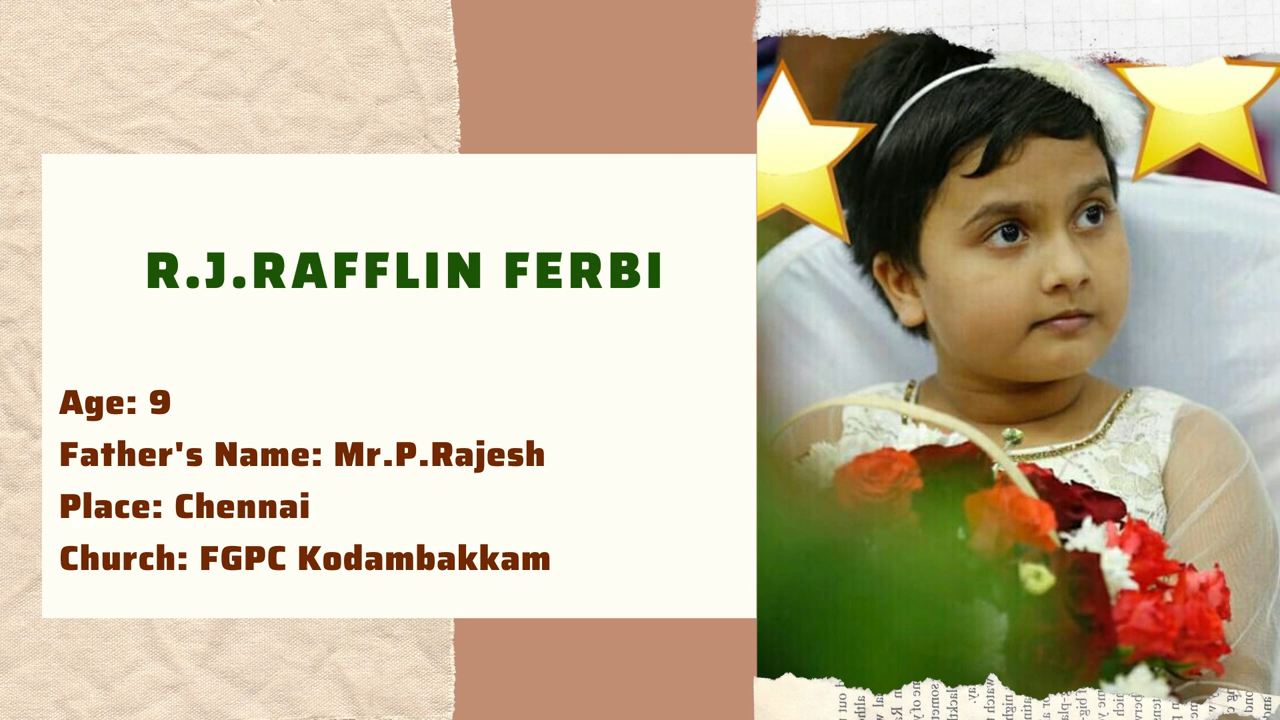 R.J.RAFFLIN FERBI
Age: 9
Father's Name: Mr.P.Rajesh
Place: Chennai
Church: FGPC Kodambakkam